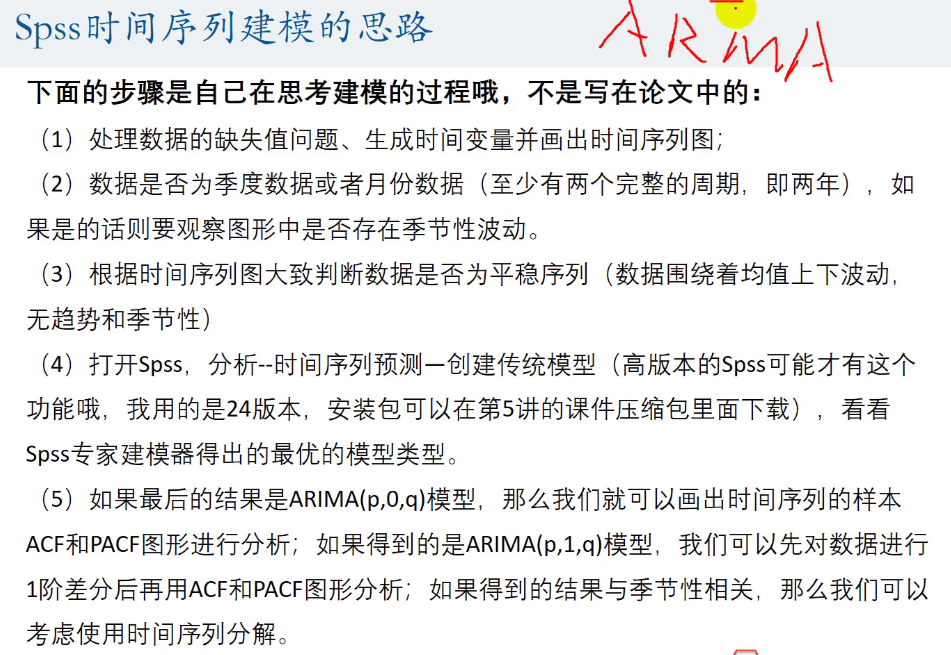 Spss时间序列建模的思路
ARIMA
下面的步骤是自己在思考建模的过程哦，不是写在论文中的：
（1）处理数据的缺失值问题、生成时间变量并画出时间序列图；
（2）数据是否为季度数据或者月份数据（至少有两个完整的周期，即两年），如
果是的话则要观察图形中是否存在季节性波动。
（3）根据时间序列图大致判断数据是否为平稳序列（数据围绕着均值上下波动，
无趋势和季节性）
（4）打开Spss，分析--时间序列预测—创建传统模型（高版本的Spss可能才有这个
功能哦，我用的是24版本，安装包可以在第5讲的课件压缩包里面下载），看看
Spss专家建模器得出的最优的模型类型。
（5）如果最后的结果是ARIMA(p,0,q)模型，那么我们就可以画出时间序列的样本
ACF和PACF图形进行分析；如果得到的是ARIMA(p,1,q)模型，我们可以先对数据进行
1阶差分后再用ACF和PACF图形分析；如果得到的结果与季节性相关，那么我们可以
考虑使用时间序列分解。